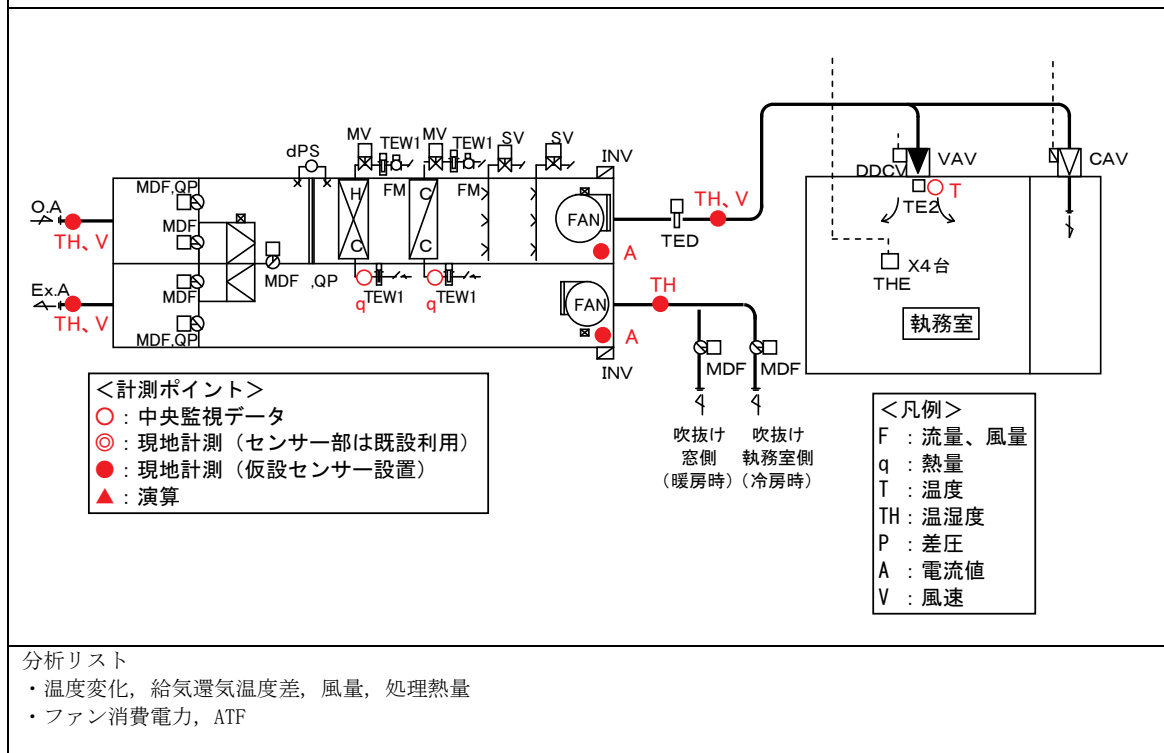 MV
TEW1
MV
TEW1
SV
SV
dPS
FM
FM
INV
MDF,QP
O.A
MDF
TH、V
H
C
C
C
FAN
A
TED
TH、V
DDCV
VAV
CAV
TE2
T
X4台
THE
執務室
MDF ,QP
q
TEW1
q
TEW1
Ex.A
MDF
TH、V
MDF,QP
FAN
A
TH
INV
MDF
MDF
吹抜け
窓側
(暖房時)
吹抜け
執務室側
(冷房時)
<計測ポイント>
○：中央監視データ
◎：現地計測（センサー部は既設利用）
●：現地計測（仮設センサー設置）
▲：演算
<凡例>
F ：流量、風量
q ：熱量
T ：温度
TH：温湿度
P ：差圧
A ：電流値
V ：風速
分析リスト
・温度変化, 給気還気温度差, 風量, 処理熱量
・ファン消費電力, ATF